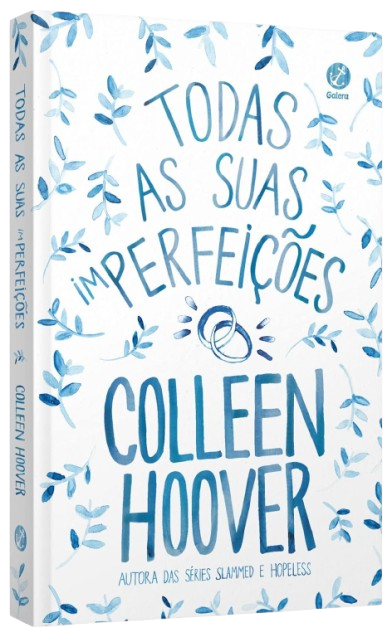 Galera
TODAS
AS SUAS
imPERFEIÇÕES
COLLEEN
HOOVER
AUTORA DAS SÉRIES SLAMMED E HOPELESS
TODAS AS SUAS imPERFEIÇÕES COLLEEN HOOVER